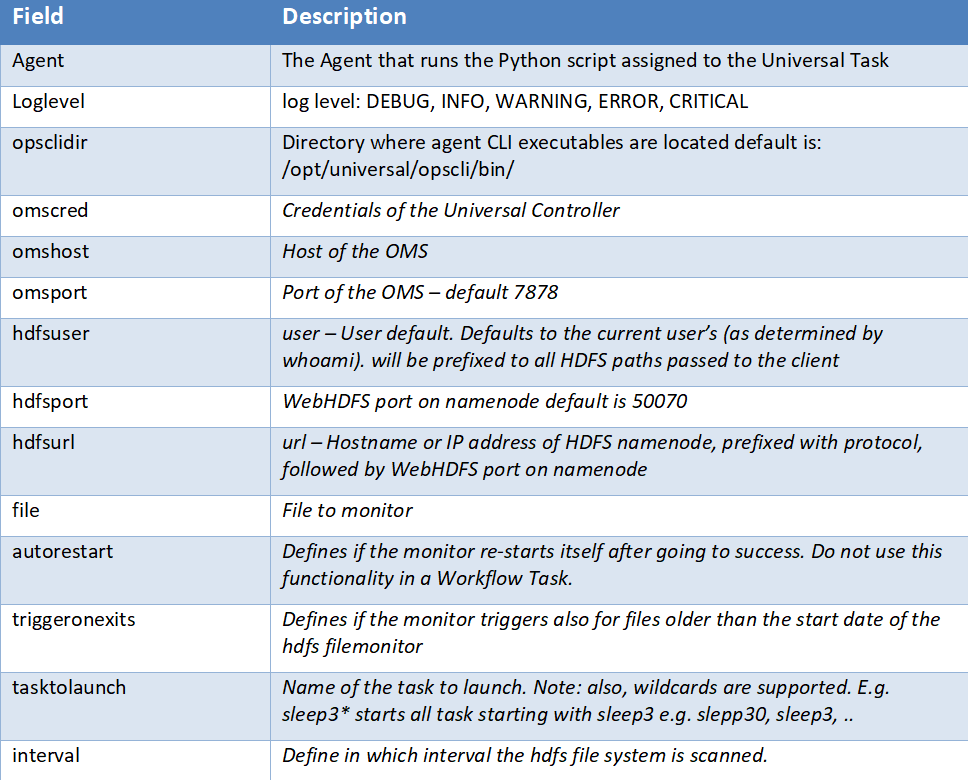 Field Description
Agent The Agent that runs the Python script assigned to the Universal Task
Loglevel log level: DEBUG, INFO, WARNING, ERROR, CRITICAL
opsclidir Directory where agent CLI executables are located default is:
/opt/universal/opscli/bin/
omscred Credentials of the Universal Controller
omshost Host of the OMS
omsport Port of the OMS – default 7878
hdfsuser user – User default. Defaults to the current user’s (as determined by
whoami). will be prefixed to all HDFS paths passed to the client
hdfsport WebHDFS port on namenode default is 50070
hdfsurl url – Hostname or IP address of HDFS namenode, prefixed with protocol,
followed by WebHDFS port on namenode
file File to monitor
autorestart Defines if the monitor re-starts itself after going to success. Do not use this
functionality in a Workflow Task.
triggeronexits Defines if the monitor triggers also for files older than the start date of the
hdfs filemonitor
tasktolaunch Name of the task to launch. Note: also, wildcards are supported. E.g.
sleep3* starts all task starting with sleep3 e.g. slepp30, sleep3, ..
interval Define in which interval the hdfs file system is scanned.